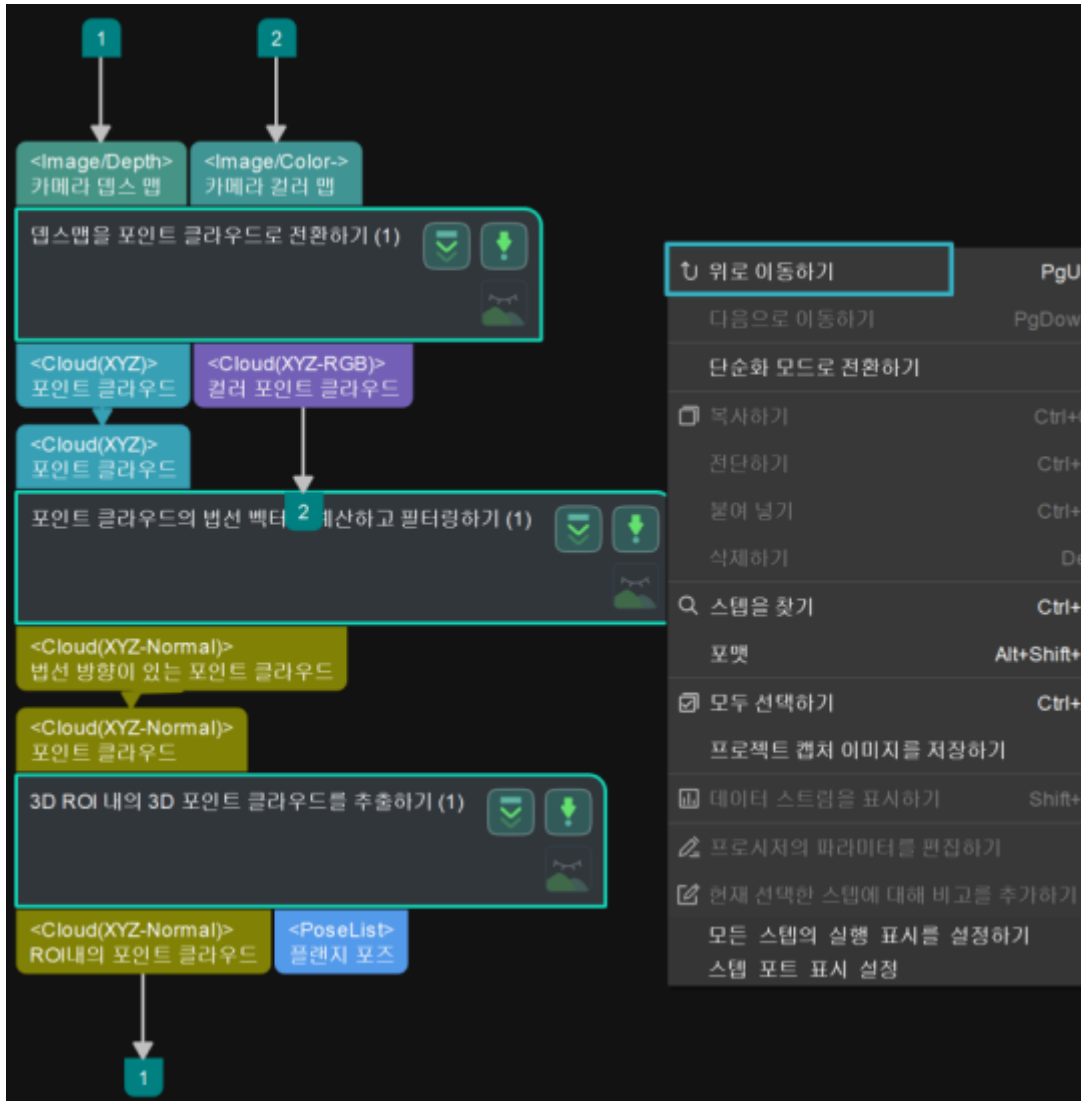 1
2
<Image/Depth>
카메라 뎁스 맵
<Image/Color->
카메라 컬러 맵
뎁스맵을 포인트 클라우드로 전환하기 (1)
<Cloud(XYZ)>
포인트 클라우드
<Cloud(XYZ-RGB)>
컬러 포인트 클라우드
<Cloud(XYZ)>
포인트 클라우드
포인트 클라우드의 법선 벡터
2
계산하고 필터링하기 (1)
<Cloud(XYZ-Normal)>
법선 방향이 있는 포인트 클라우드
<Cloud(XYZ-Normal)>
포인트 클라우드
3D ROI 내의 3D 포인트 클라우드를 추출하기 (1)
<Cloud(XYZ-Normal)>
ROI내의 포인트 클라우드
<PoseList>
플랜지 포즈
1
위로 이동하기 PgU
다음으로 이동하기 PgDow
단순화 모드로 전환하기
복사하기 Ctrl+
전단하기 Ctrl+
붙여 넣기 Ctrl+
삭제하기 De
스텝을 찾기 Ctrl+
포맷 Alt+Shift+
모두 선택하기 Ctrl+
프로젝트 캡처 이미지를 저장하기
데이터 스트림을 표시하기 Shift+
프로시저의 파라미터를 편집하기
현재 선택한 스텝에 대해 비고를 추가하기
모든 스텝의 실행 표시를 설정하기
스텝 포트 표시 설정